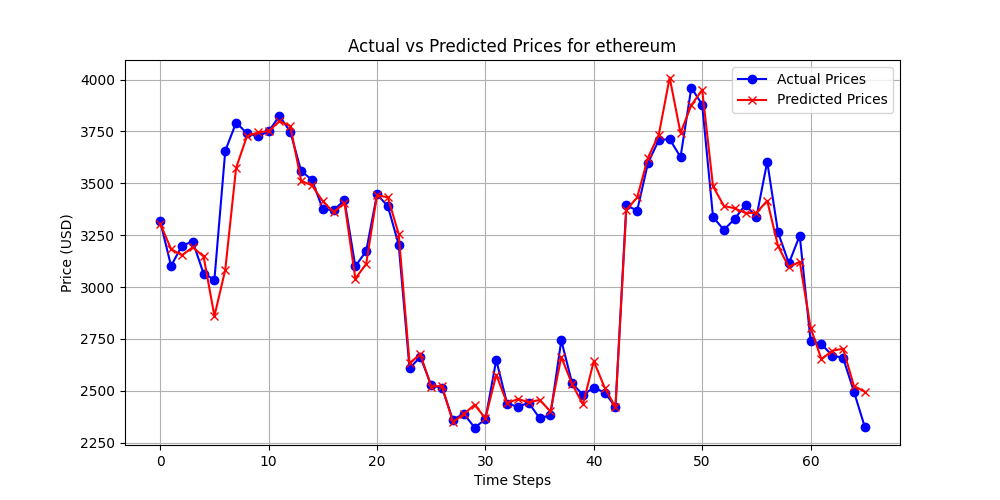 Actual vs Predicted Prices for ethereum
Actual Prices
Predicted Prices
4000
3750
3500
3250
3000
2750
2500
2250
Price (USD)
0 10 20 30 40 50 60
Time Steps